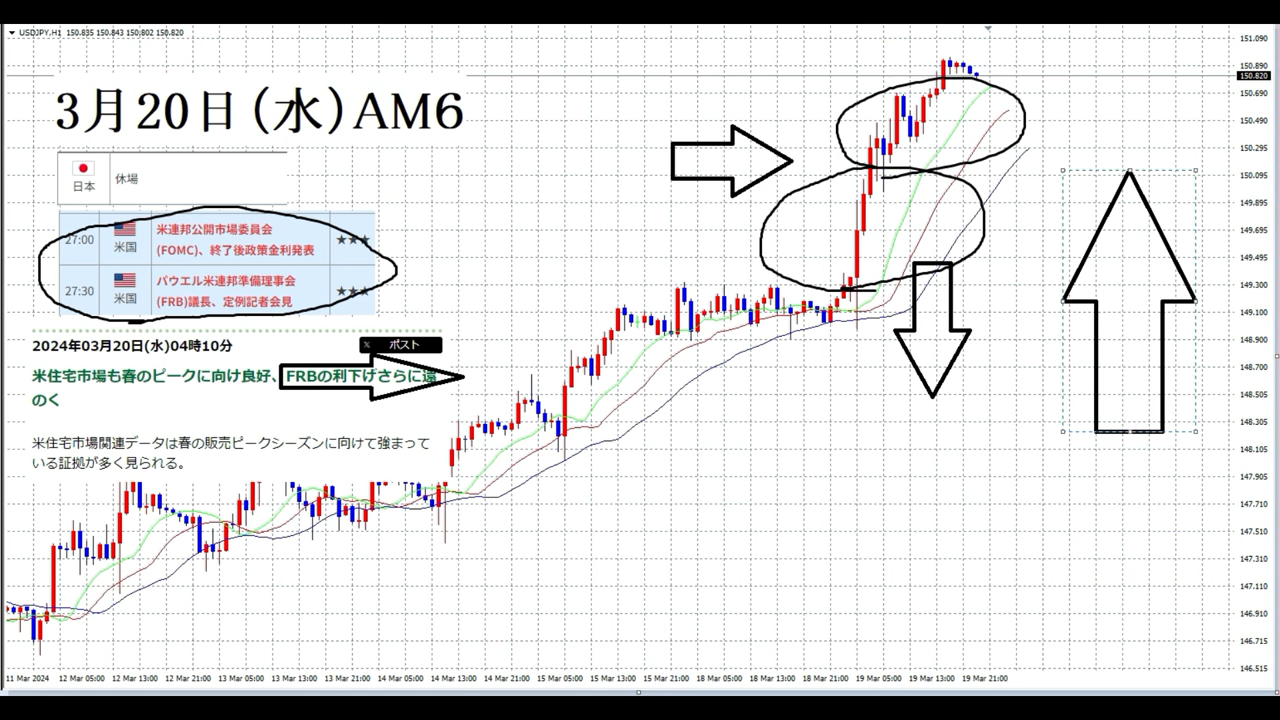 USDJPY,H1 150.835 150.843 150.802 150.820
3月20日(水)AM6
日本
休場
27:00
米国
米連邦公開市場委員会
(FOMC)、終了後政策金利発表
★★★
27:30
米国
パウエル米連邦準備理事会
(FRB)議長、定例記者会見
★★★
2024年03月20日(水)04時10分
X ポスト
米住宅市場も春のピークに向け良好、FRBの利下げさらに遠
のく
米住宅市場関連データは春の販売ピークシーズンに向けて強まって
いる証拠が多く見られる。
151.090
150.890
150.820
150.690
150.490
150.295
150.095
149.895
149.695
149.495
149.300
149.100
148.900
148.700
148.505
148.305
148.105
147.905
147.710
147.510
147.310
147.110
146.910
146.715
146.515
11 Mar 2024 12 Mar 05:00 12 Mar 13:00 12 Mar 21:00 13 Mar 05:00 13 Mar 13:00 13 Mar 21:00 14 Mar 05:00 14 Mar 13:00 14 Mar 21:00 15 Mar 05:00 15 Mar 13:00 15 Mar 21:00 18 Mar 05:00 18 Mar 13:00 18 Mar 21:00 19 Mar 05:00 19 Mar 13:00 19 Mar 21:00